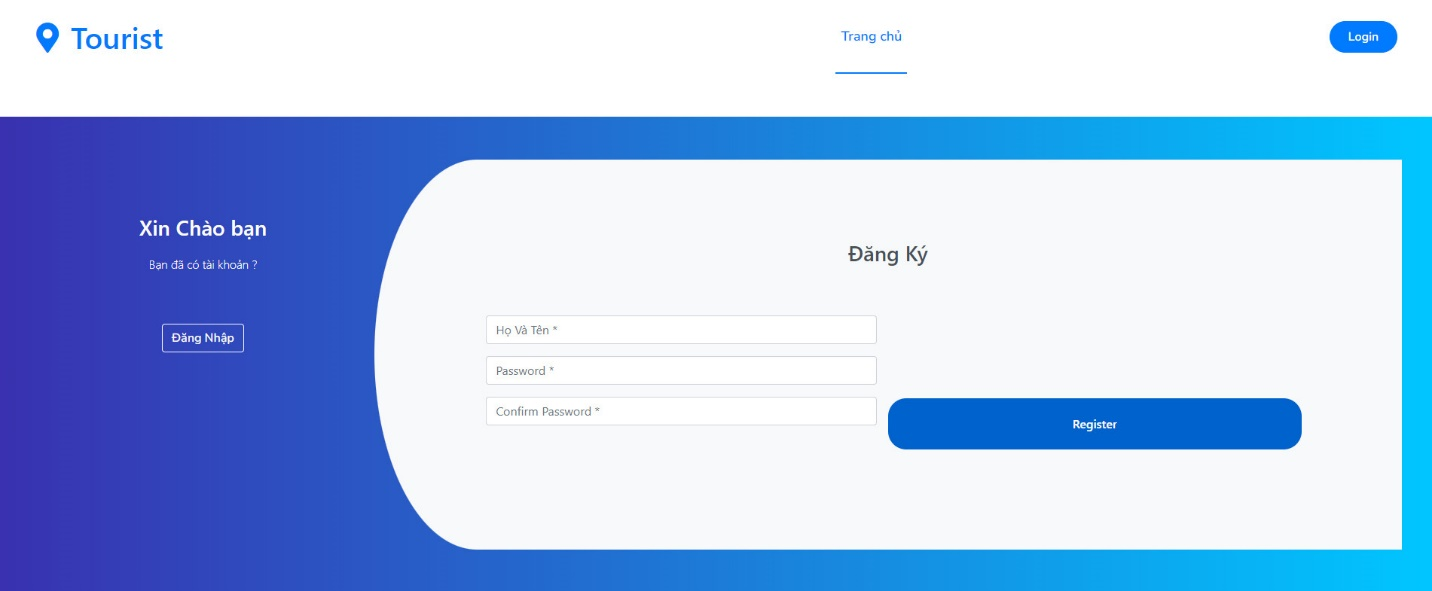 Tourist
Trang chủ
Login
Xin Chào bạn
Bạn đã có tài khoản ?
Đăng Nhập
Đăng Ký
Họ Và Tên *
Password *
Confirm Password *
Register